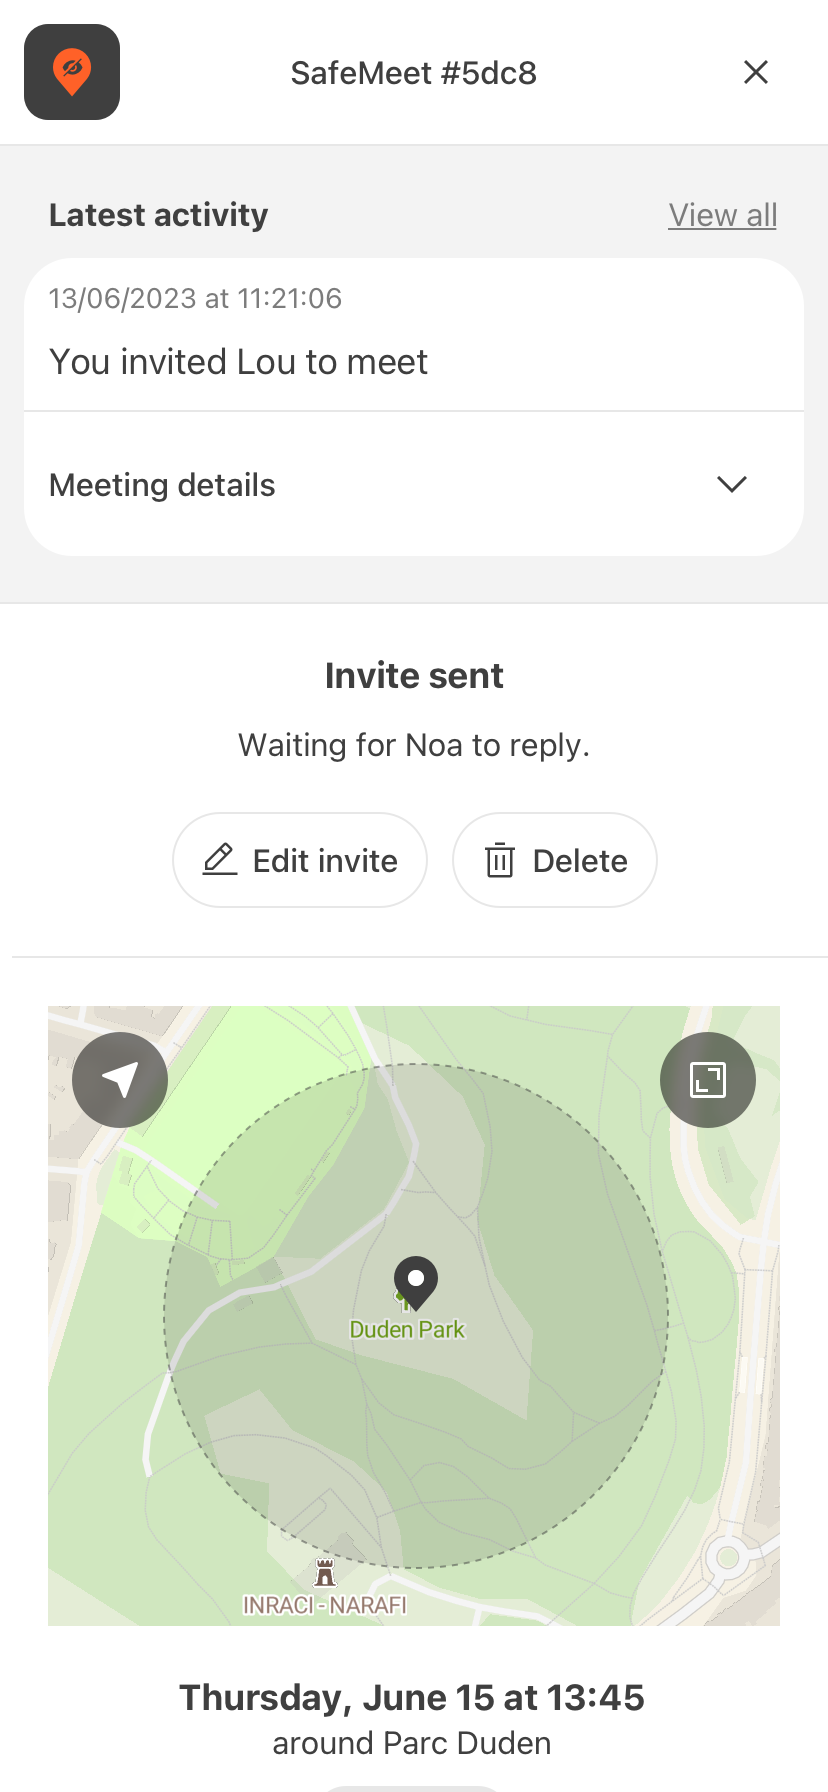 SafeMeet #5dc8
Latest activity
View all
13/06/2023 at 11:21:06
You invited Lou to meet
Meeting details
Invite sent
Waiting for Noa to reply.
Edit invite
Delete
Duden Park
INRACI - NARAFI
Thursday, June 15 at 13:45
around Parc Duden